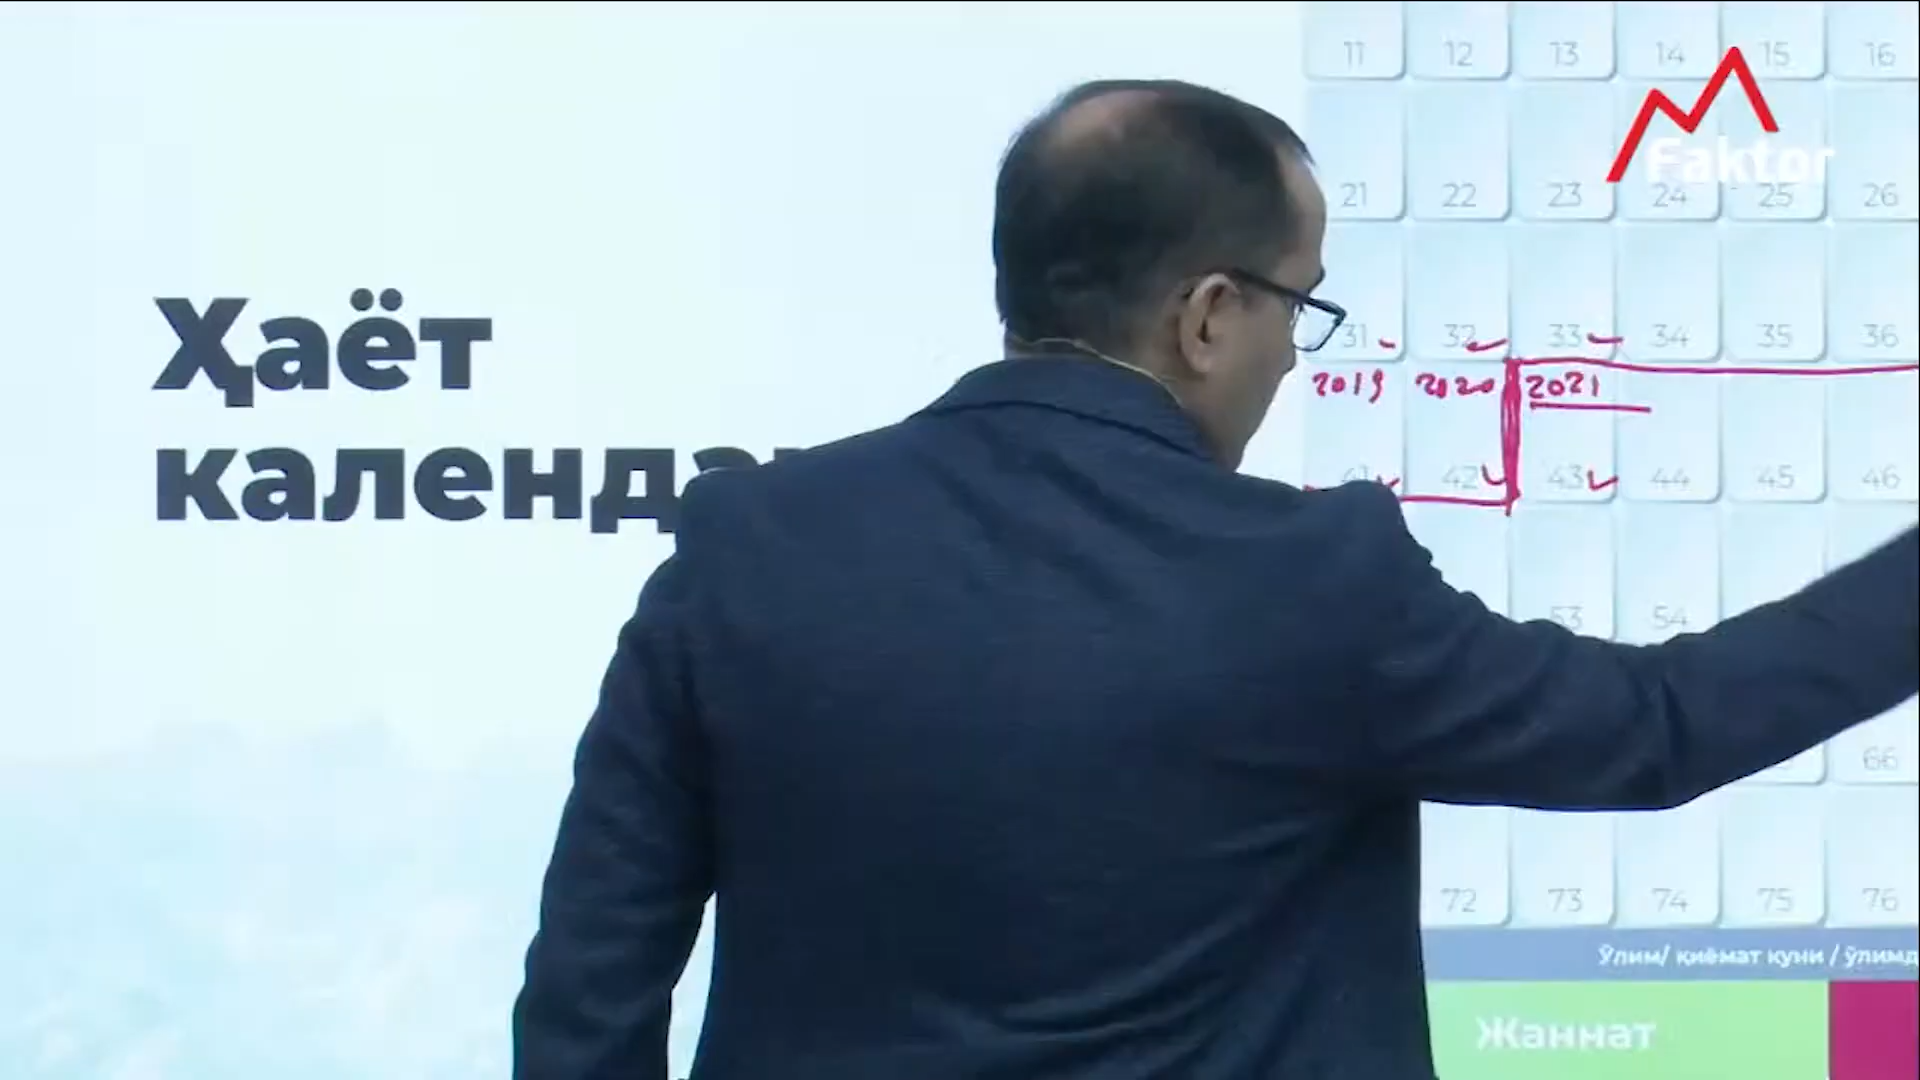 Ҳаёт
календа
11 12 13 14 15 16
Faktor
21 22 23 24 25 26
31 32 33 34 35 36
2019 2020 2021
41 42 43 44 45 46
53 54
66
72 73 74 75 76
Ўлим/ қиёмат куни / ўлимд
Жаннат